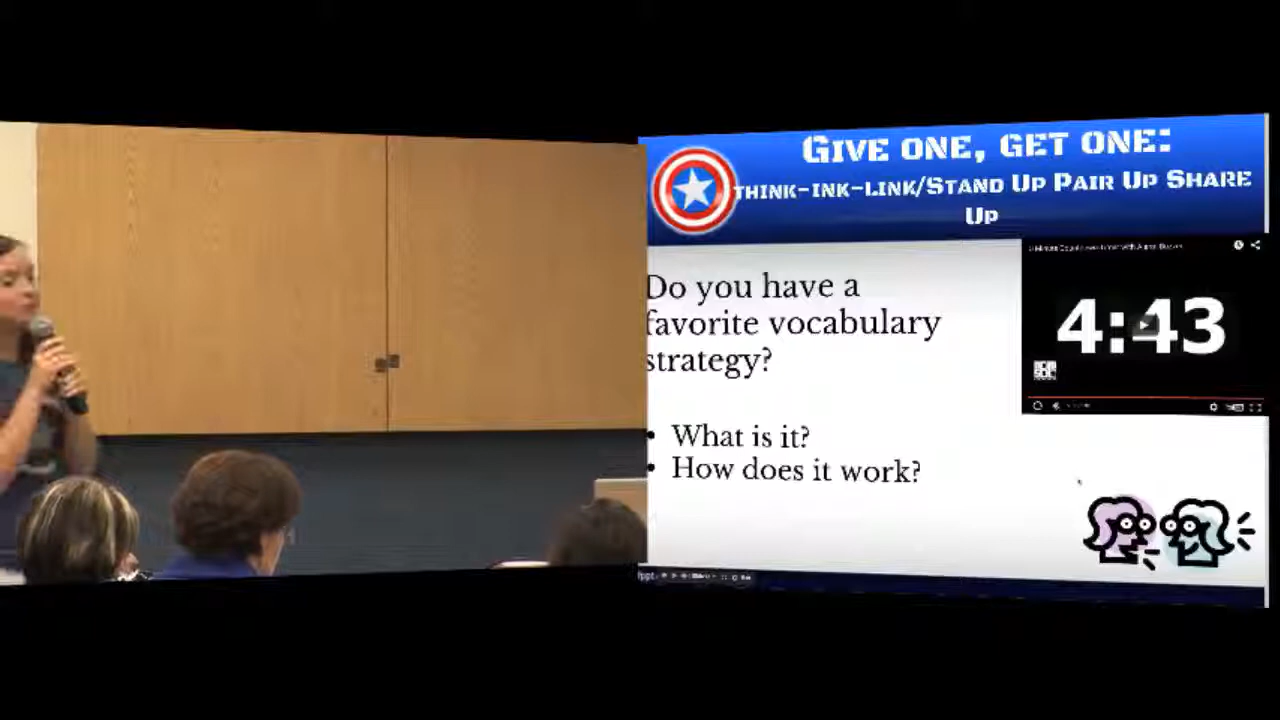 GIVE ONE, GET ONE:
THINK-INK-LINK/STAND UP PAIR UP SHARE
UP
Do you have a
favorite vocabulary
strategy?
4:43
• What is it?
• How does it work?